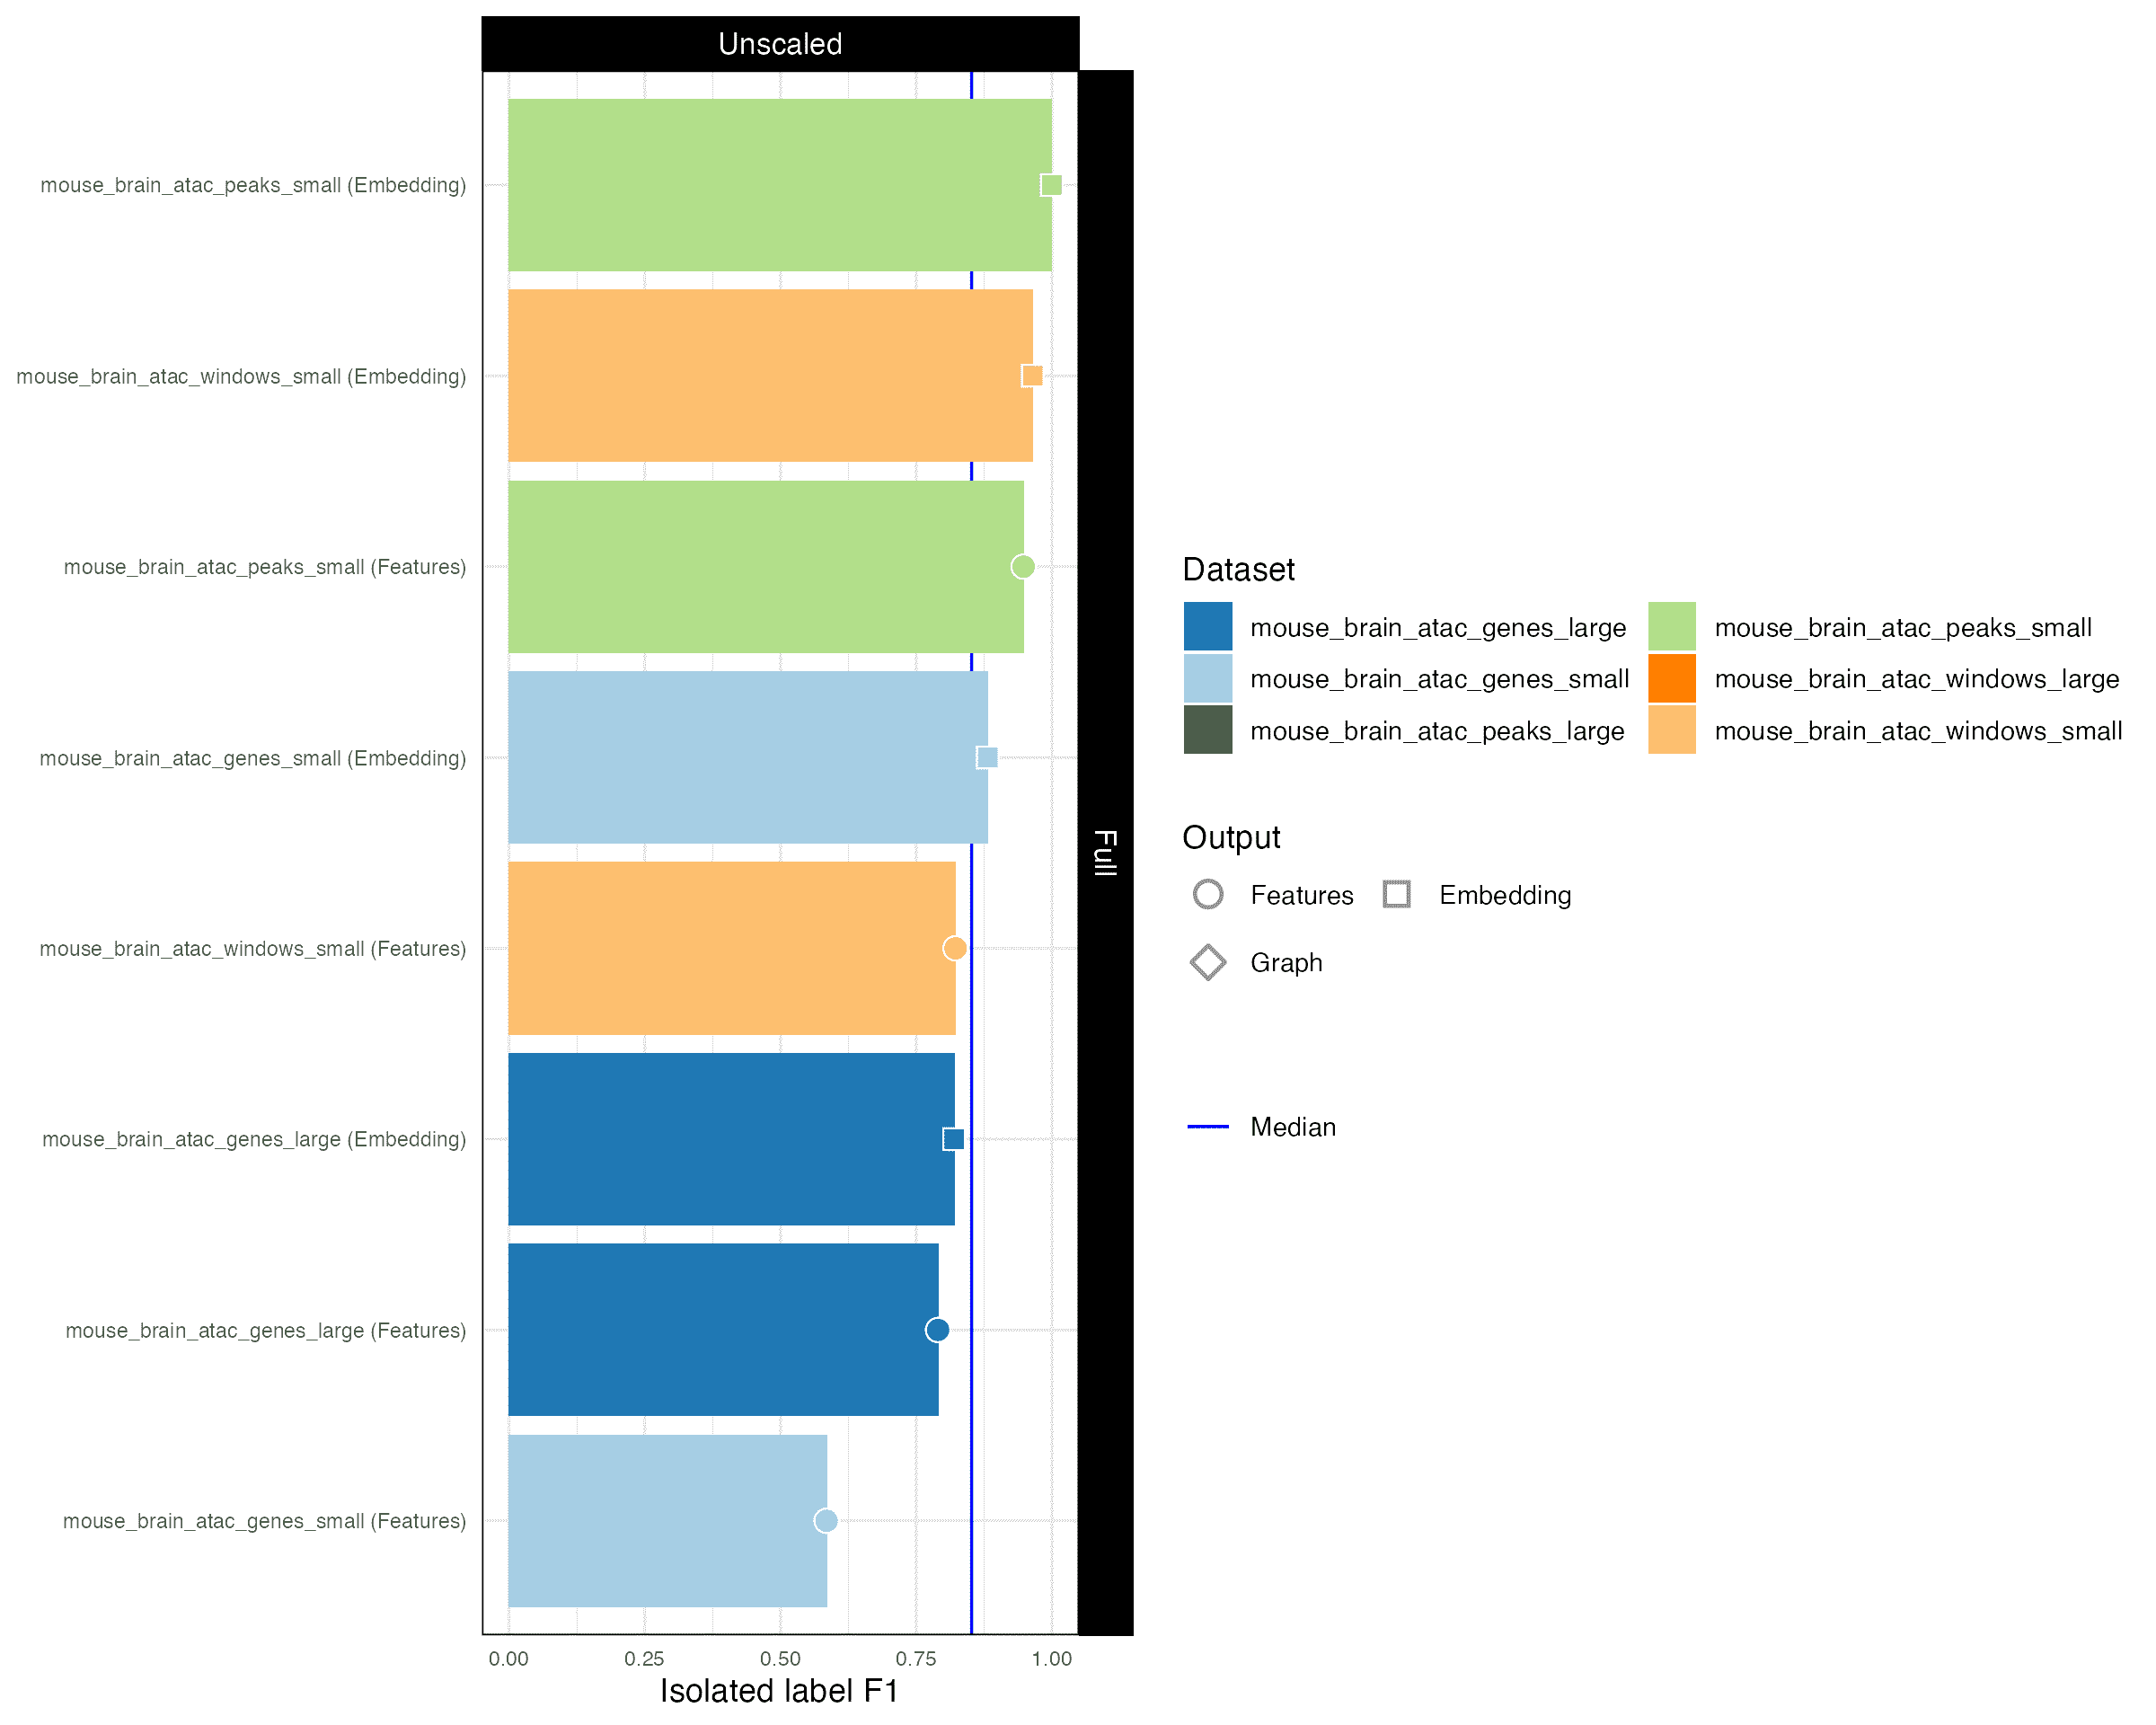 Unscaled
mouse_brain_atac_peaks_small (Embedding)
mouse_brain_atac_windows_small (Embedding)
mouse_brain_atac_peaks_small (Features)
mouse_brain_atac_genes_small (Embedding)
mouse_brain_atac_windows_small (Features)
mouse_brain_atac_genes_large (Embedding)
mouse_brain_atac_genes_large (Features)
mouse_brain_atac_genes_small (Features)
0.00 0.25 0.50 0.75 1.00
Isolated label F1
Full
Dataset
mouse_brain_atac_genes_large mouse_brain_atac_peaks_small
mouse_brain_atac_genes_small mouse_brain_atac_windows_large
mouse_brain_atac_peaks_large mouse_brain_atac_windows_small
Output
Features Embedding
Graph
Median